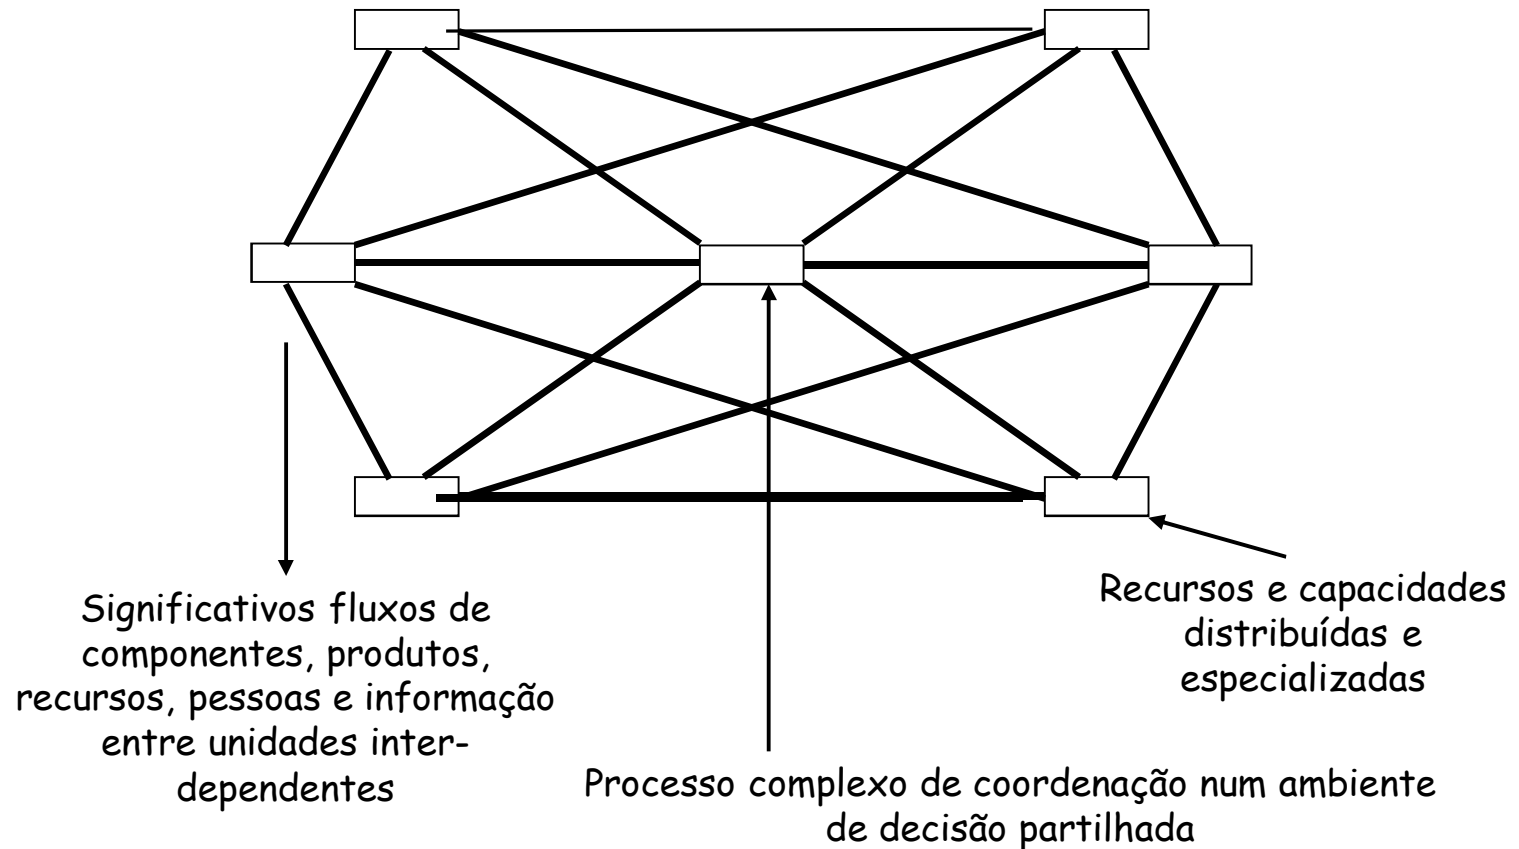 Significativos fluxos de
componentes, produtos,
recursos, pessoas e informação
entre unidades inter-
dependentes
Processo complexo de coordenação num ambiente
de decisão partilhada
Recursos e capacidades
distribuídas e
especializadas